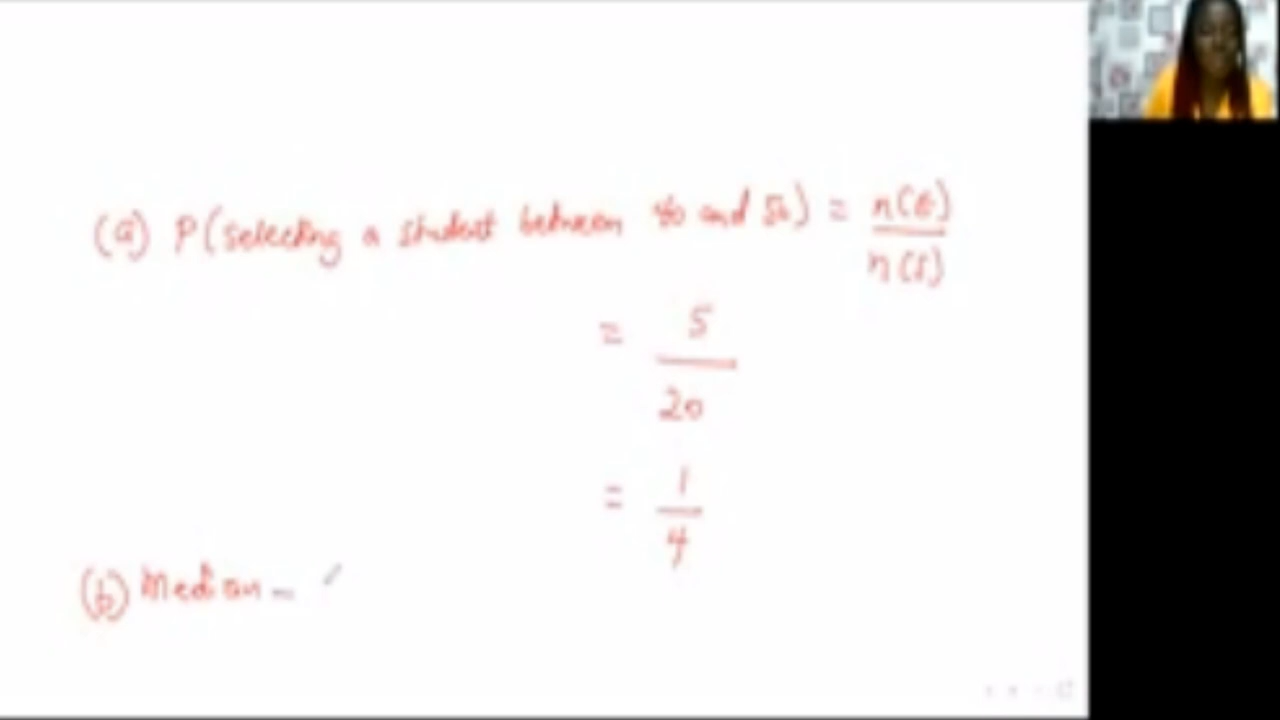 (a) P(selecting a student between 40 and 50) = n(E)/n(S)
= 5/20
= 1/4
(b) Median =